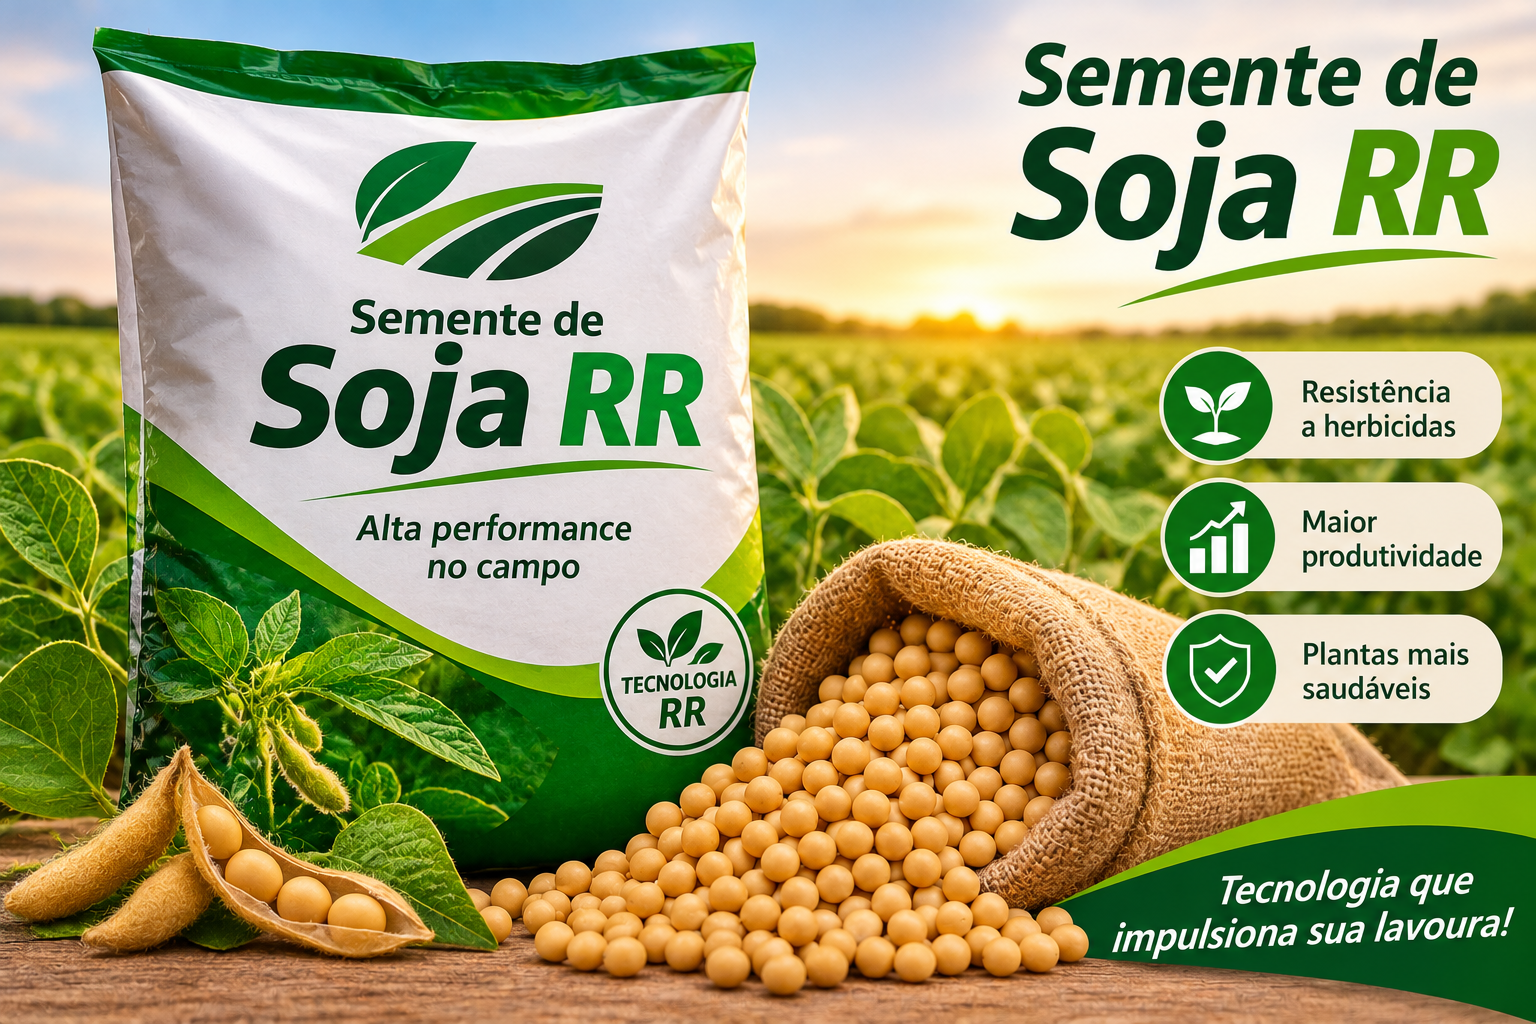 Semente de
Soja RR
Alta performance
no campo
TECNOLOGIA
RR
Semente de
Soja RR
Resistência
a herbicidas
Maior
produtividade
Plantas mais
saudáveis
Tecnologia que
impulsiona sua lavoura!